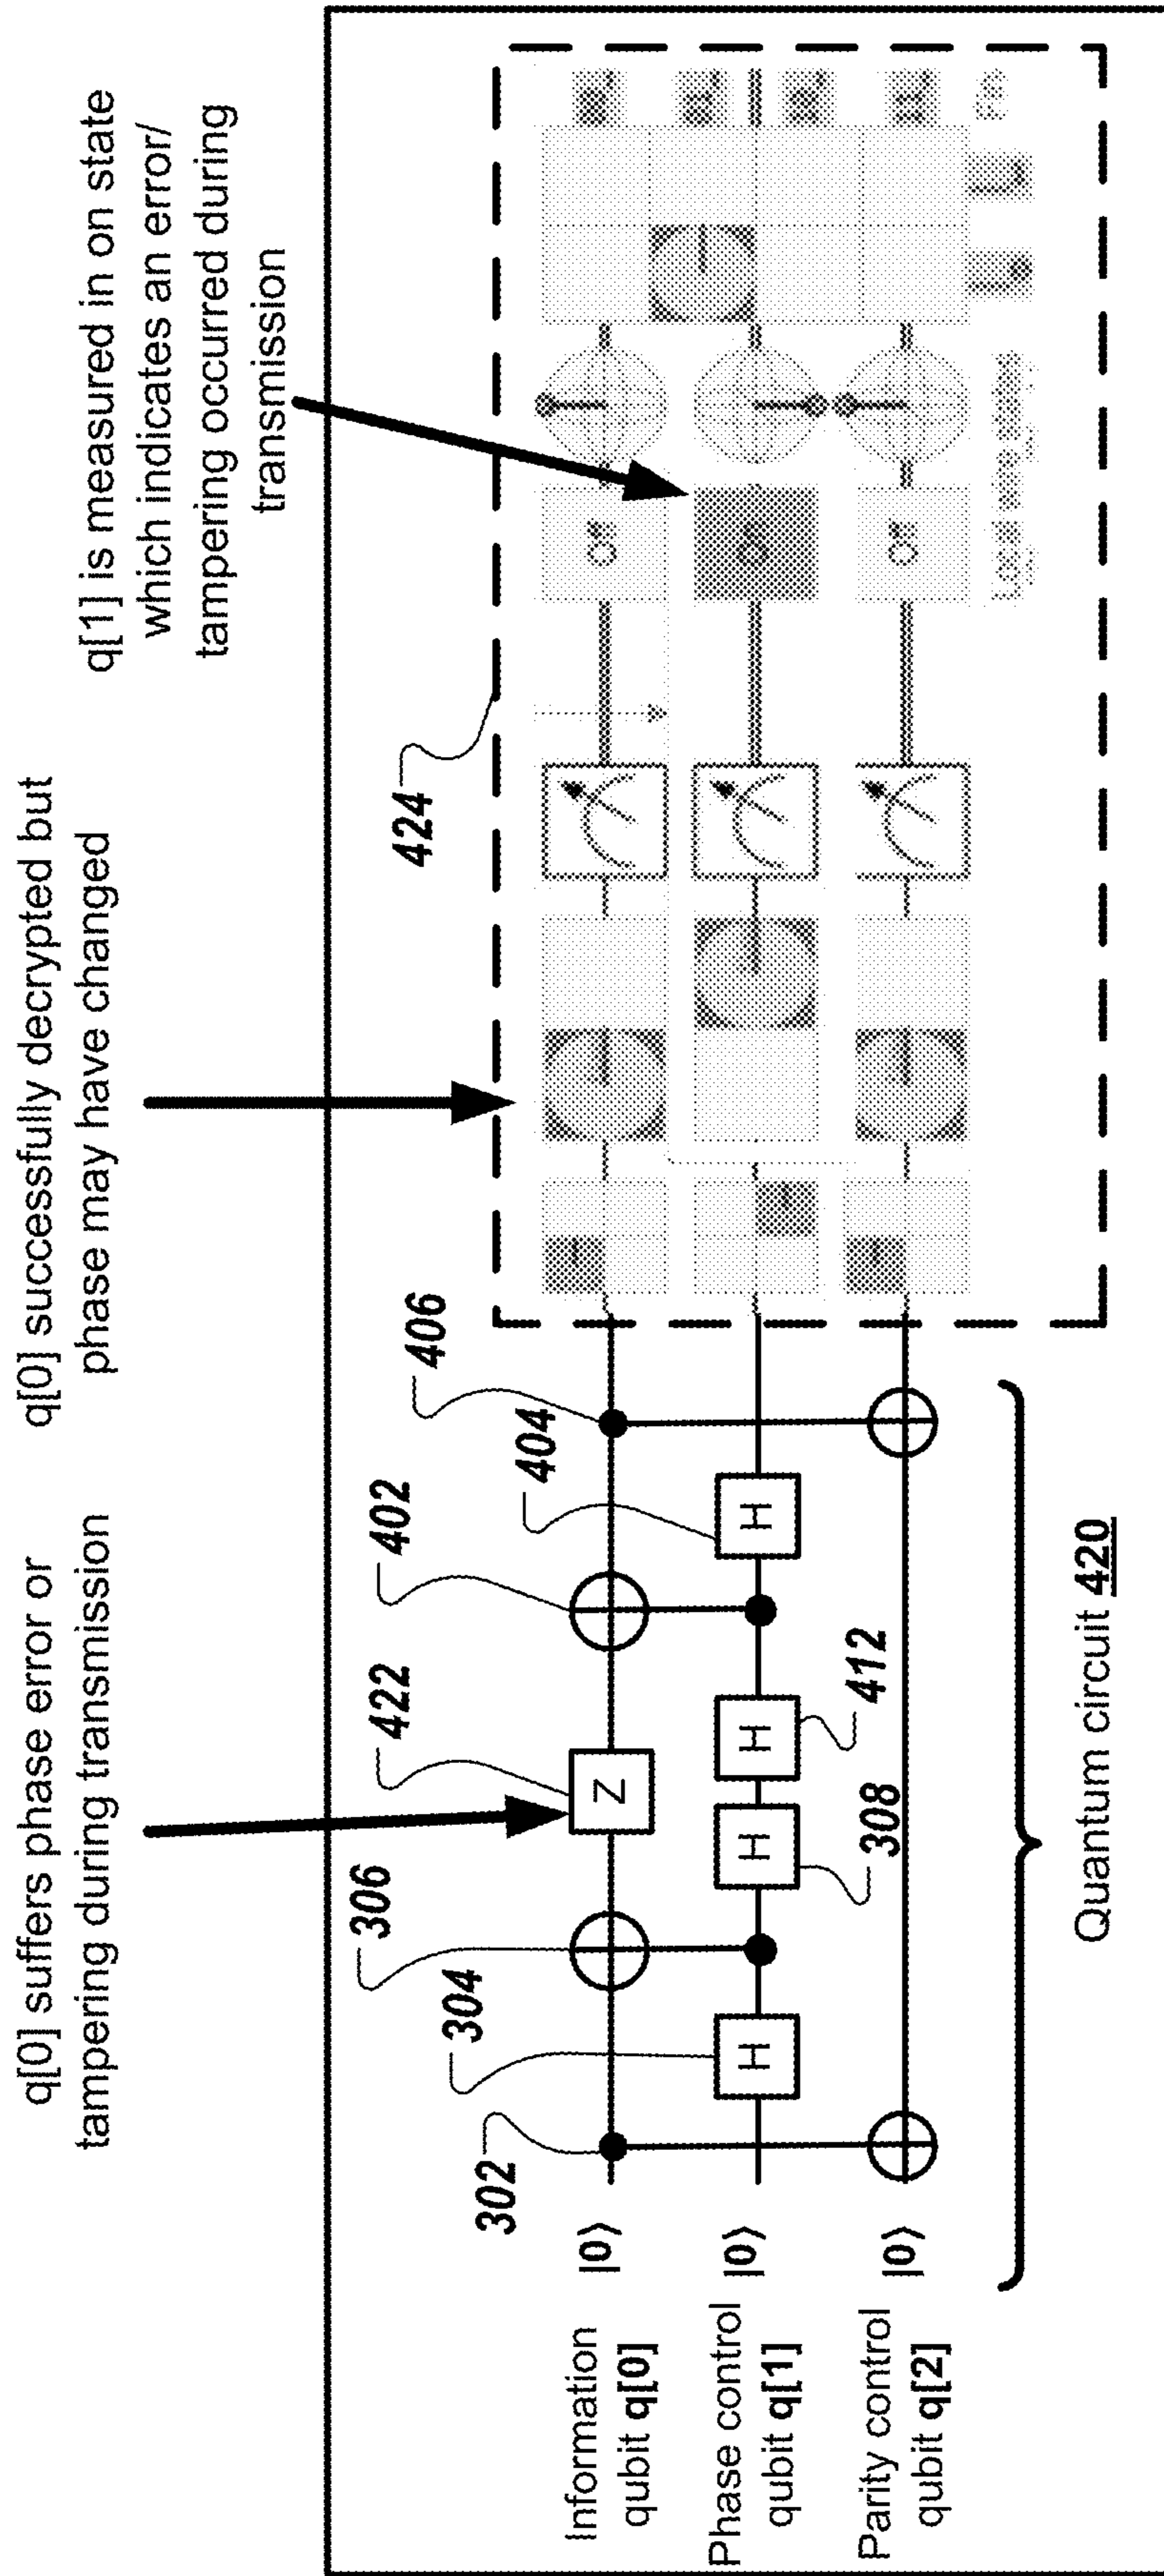 q[0] suffers phase error or
tampering during transmission
q[0] successfully decrypted but
phase may have changed
q[1] is measured in on state
which indicates an error/
tampering occurred during
transmission
424
302
304
306
422
402
404
406
Information
qubit q[0]
|0⟩
Z
Off
Phase control
qubit q[1]
|0⟩
H
H
H
H
308
412
Parity control
qubit q[2]
|0⟩
Off
Quantum circuit 420